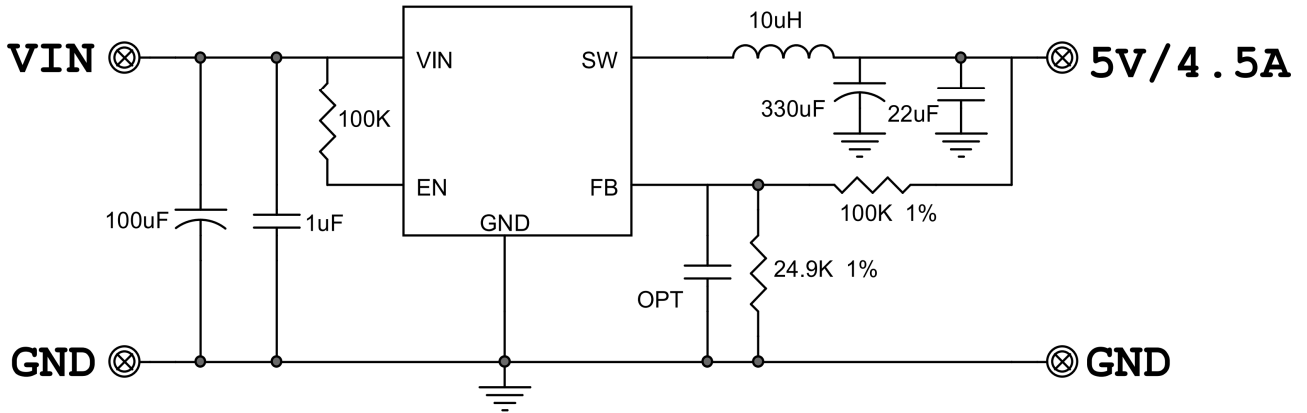 10uH
VIN
VIN
SW
5V/4.5A
100K
330uF
22uF
EN
FB
100K 1%
100uF
1uF
GND
24.9K 1%
OPT
GND
GND